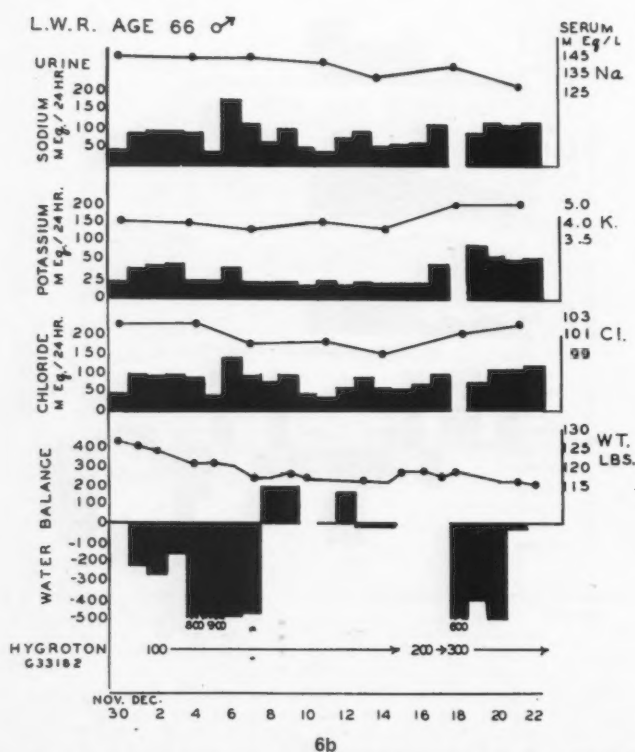 L.W.R. AGE 66 ♂
SERUM
M Eq/L
URINE
SODIUM
M Eq./24 HR.
200
150
100
50
145
135 Na
125
POTASSIUM
M Eq./24 HR.
200
150
100
25
0
5.0
4.0 K.
3.5
CHLORIDE
M Eq./24 HR.
200
150
100
50
0
103
101 Cl.
99
WATER BALANCE
400
300
200
100
0
-100
-200
-300
-400
-500
130
125 WT.
120 LBS.
115
800 900
600
HYGROTON
G33182
100
200 → 300
NOV. DEC.
30 2 4 6 8 10 12 14 16 18 20 22
6b